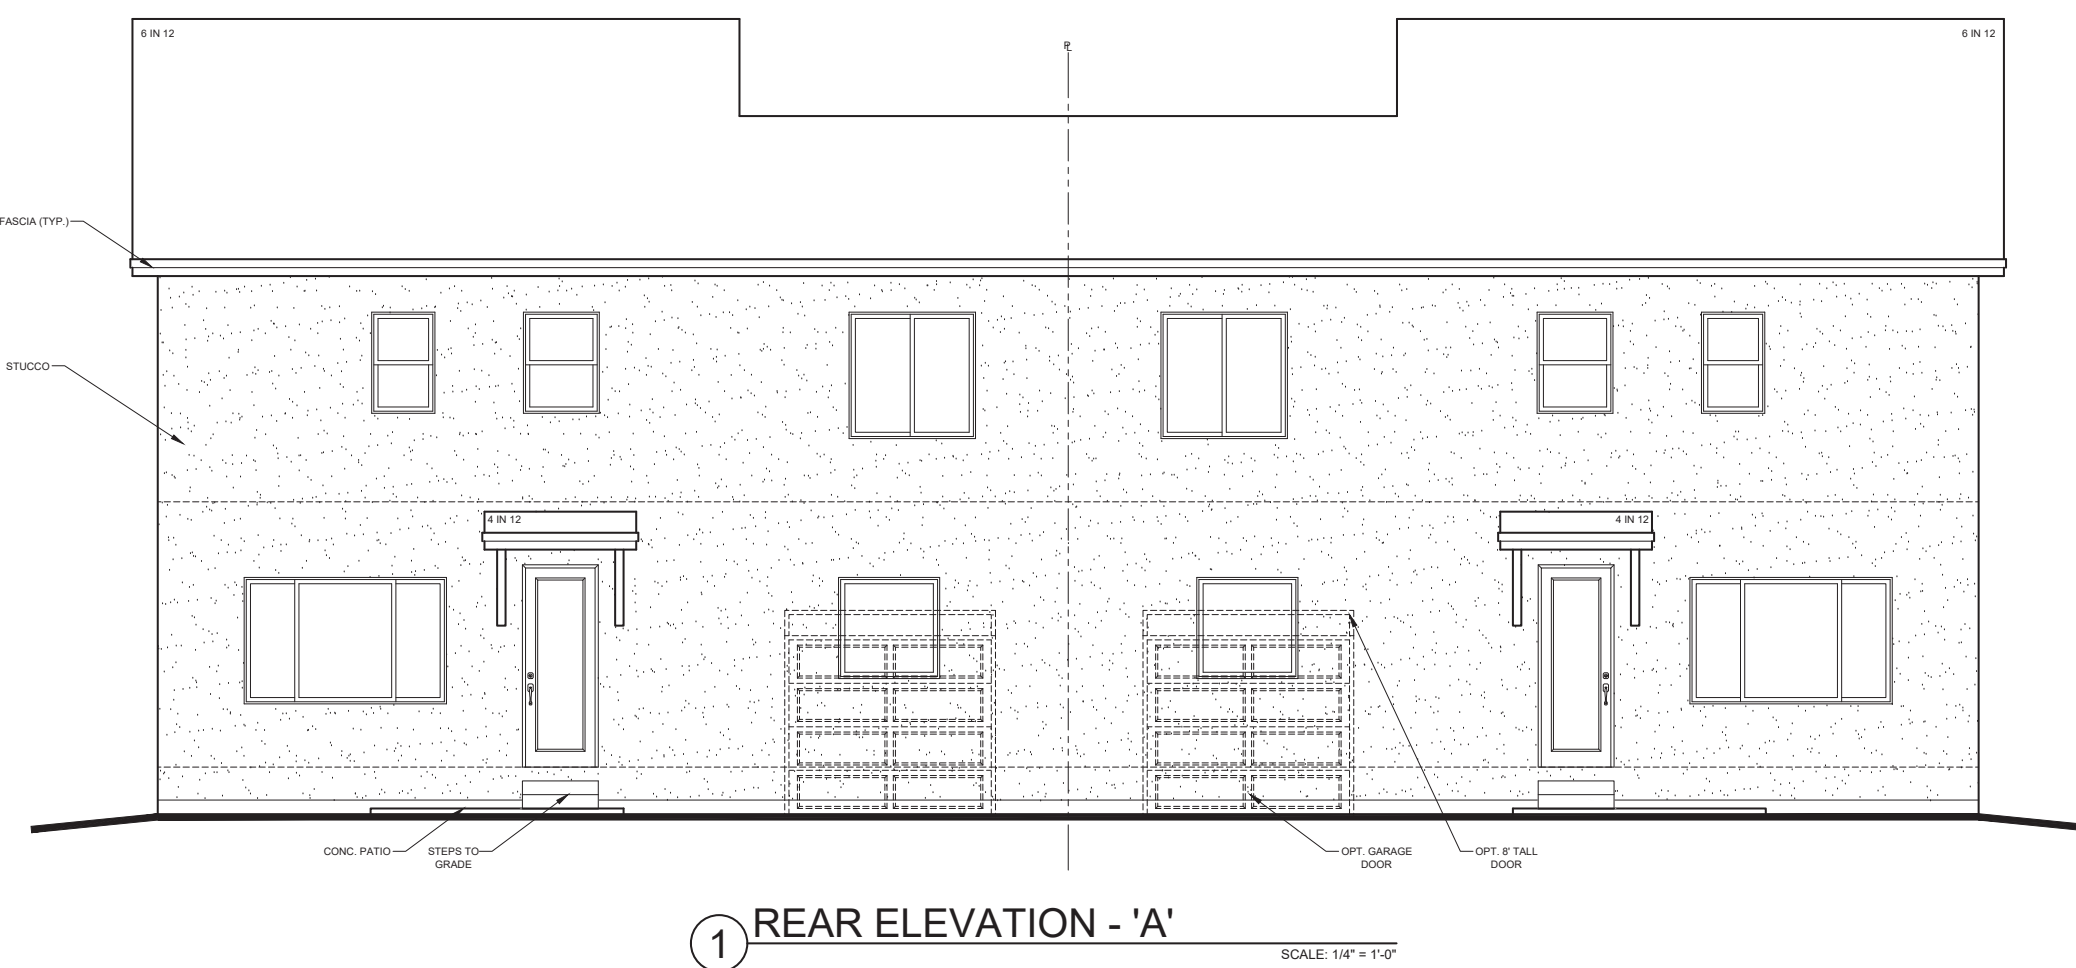 6 IN 12
6 IN 12
PL
FASCIA (TYP.)
STUCCO
4 IN 12
4 IN 12
CONC. PATIO
STEPS TO
GRADE
OPT. GARAGE
DOOR
OPT. 8' TALL
DOOR
1
REAR ELEVATION - 'A'
SCALE: 1/4" = 1'-0"